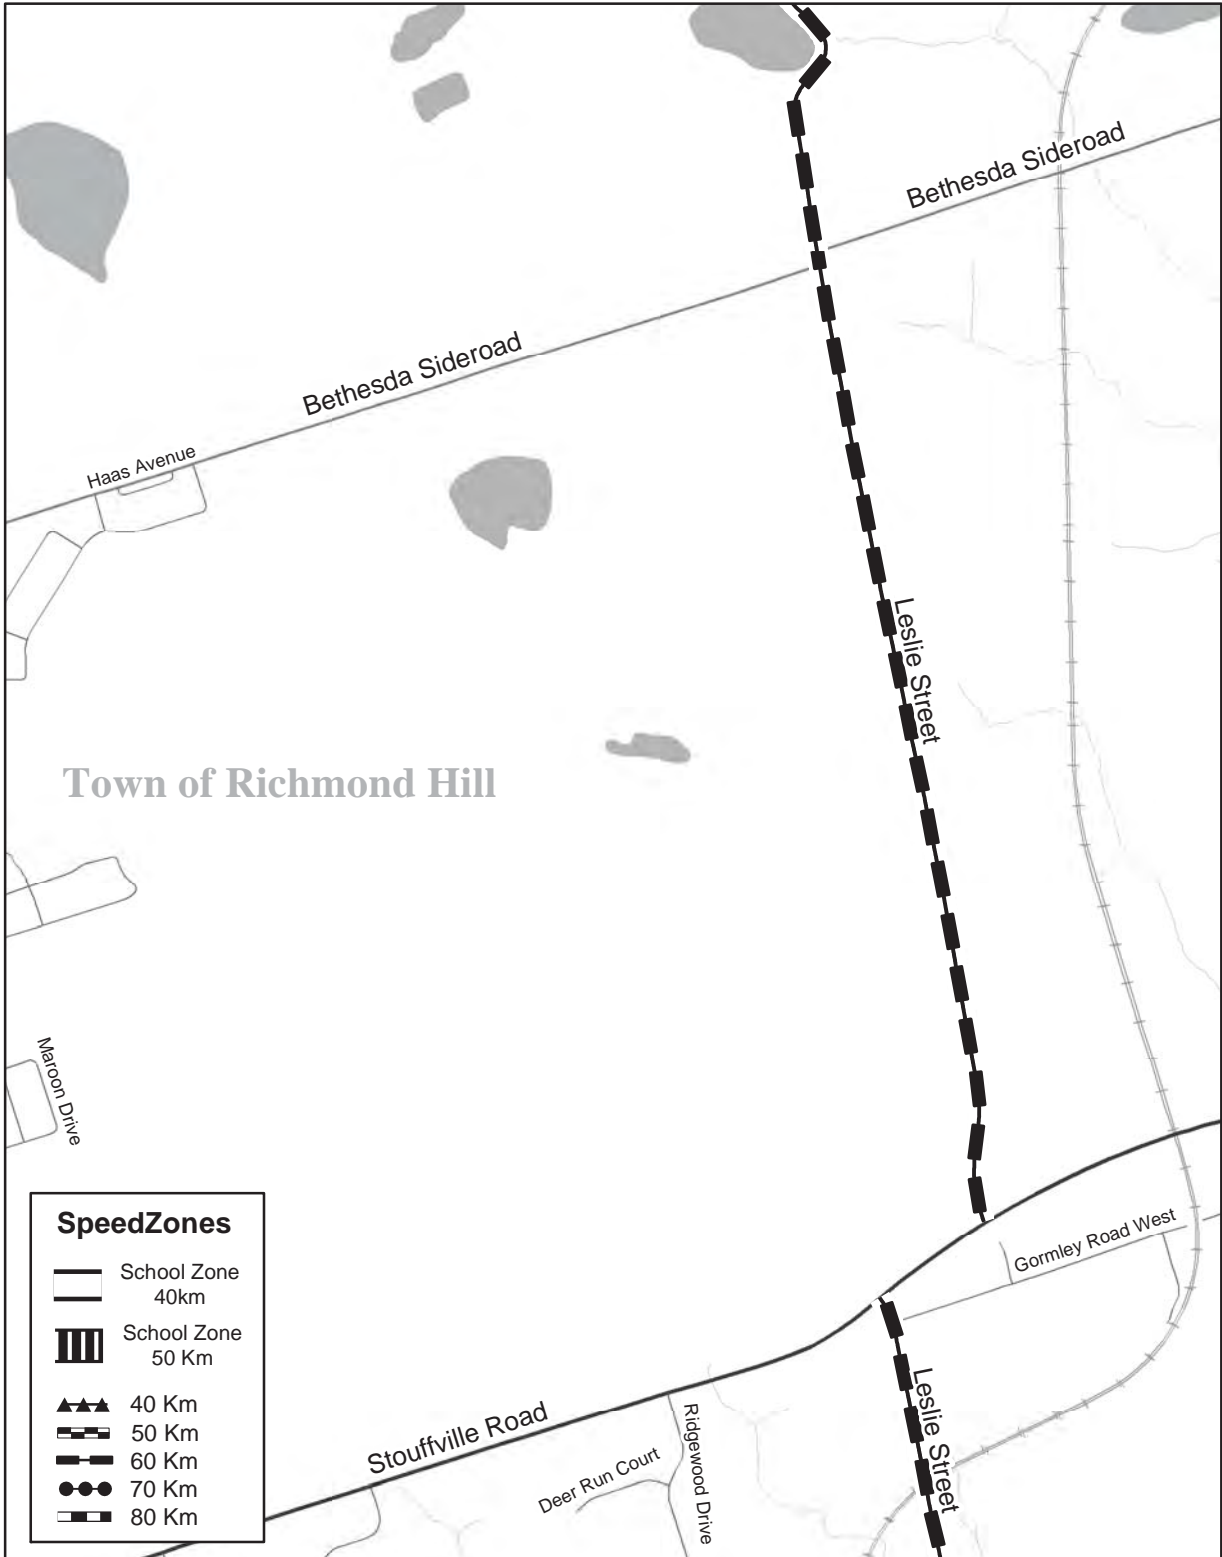 Bethesda Sideroad
Bethesda Sideroad
Haas Avenue
Leslie Street
Town of Richmond Hill
Maroon Drive
Gormley Road West
Leslie Street
Stouffville Road
Ridgewood Drive
Deer Run Court
SpeedZones
School Zone
40km
School Zone
50 Km
40 Km
50 Km
60 Km
70 Km
80 Km